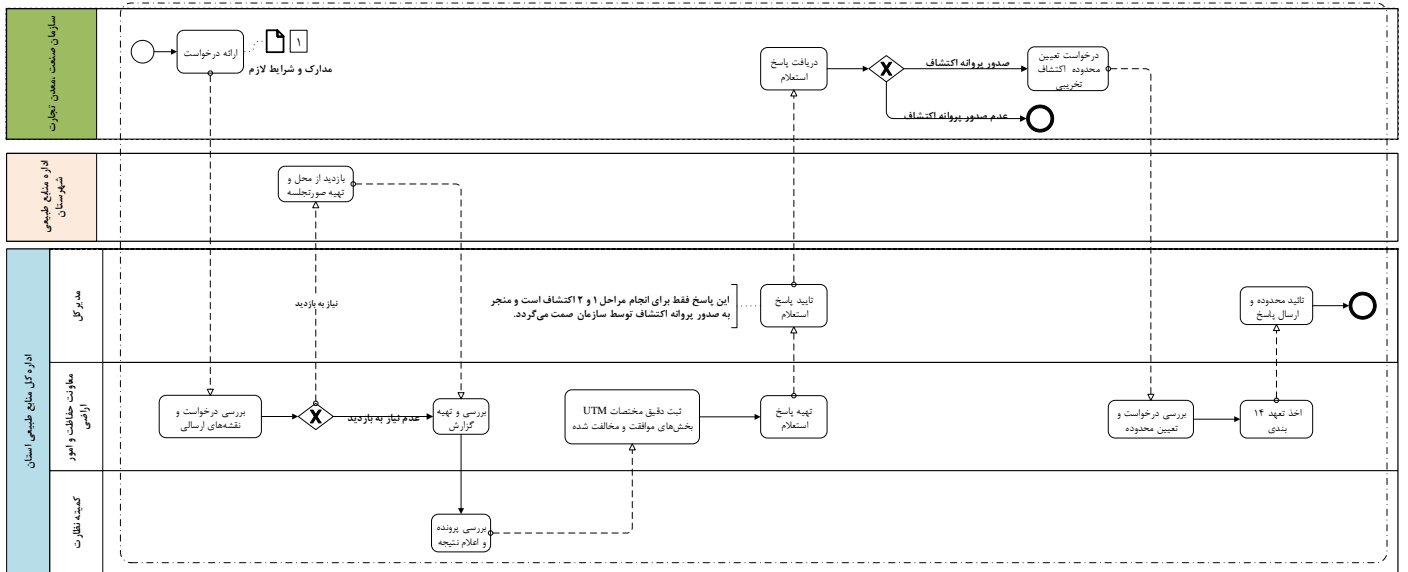 سازمان صنعت ،معدن تجارت
ارائه درخواست
۱
مدارک و شرایط لازم
دریافت پاسخ
استعلام
X
صدور پروانه اکتشاف
عدم صدور پروانه اکتشاف
درخواست تعیین
محدوده اکتشاف
تخریبی
اداره منابع طبیعی
شهرستان
بازدید از محل و
تهیه صورتجلسه
اداره کل منابع طبیعی استان
مدیر کل
نیاز به بازدید
این پاسخ فقط برای انجام مراحل ۱ و ۲ اکتشاف است و منجر
به صدور پروانه اکتشاف توسط سازمان صمت می‌گردد.
تایید پاسخ
استعلام
تائید محدوده و
ارسال پاسخ
معاونت حفاظت و امور
اراضی
بررسی درخواست و
نقشه‌های ارسالی
X
عدم نیاز به بازدید
بررسی و تهیه
گزارش
ثبت دقیق مختصات UTM
بخش‌های موافقت و مخالفت شده
تهیه پاسخ
استعلام
بررسی درخواست و
تعیین محدوده
اخذ تعهد ۱۴
بندی
کمیته نظارت
بررسی پرونده
و اعلام نتیجه